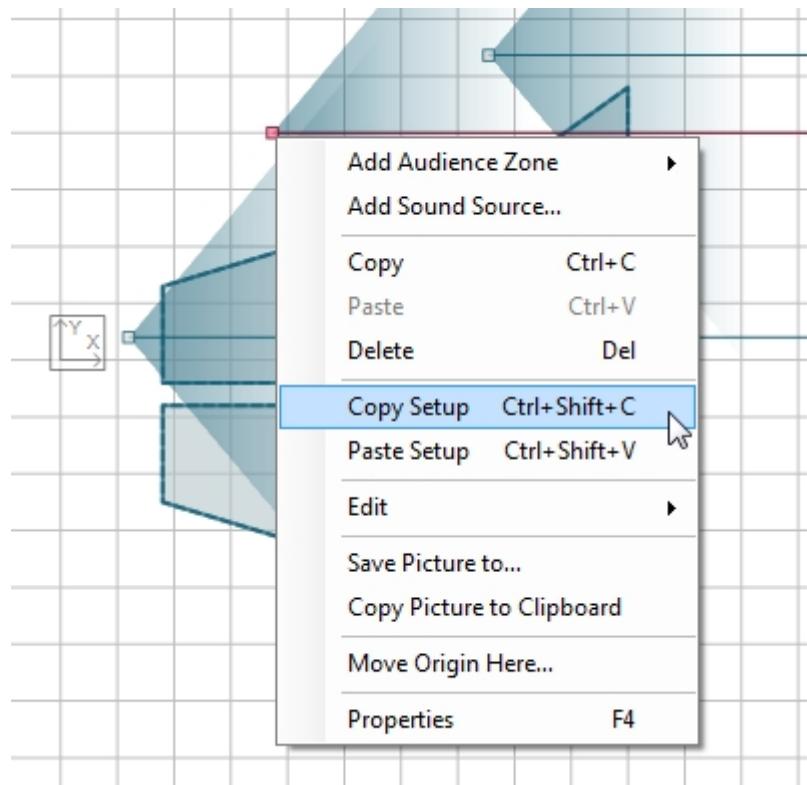 Add Audience Zone
Add Sound Source...
Copy Ctrl+C
Paste Ctrl+V
Delete Del
Y
X
Copy Setup Ctrl+Shift+C
Paste Setup Ctrl+Shift+V
Edit
Save Picture to...
Copy Picture to Clipboard
Move Origin Here...
Properties F4